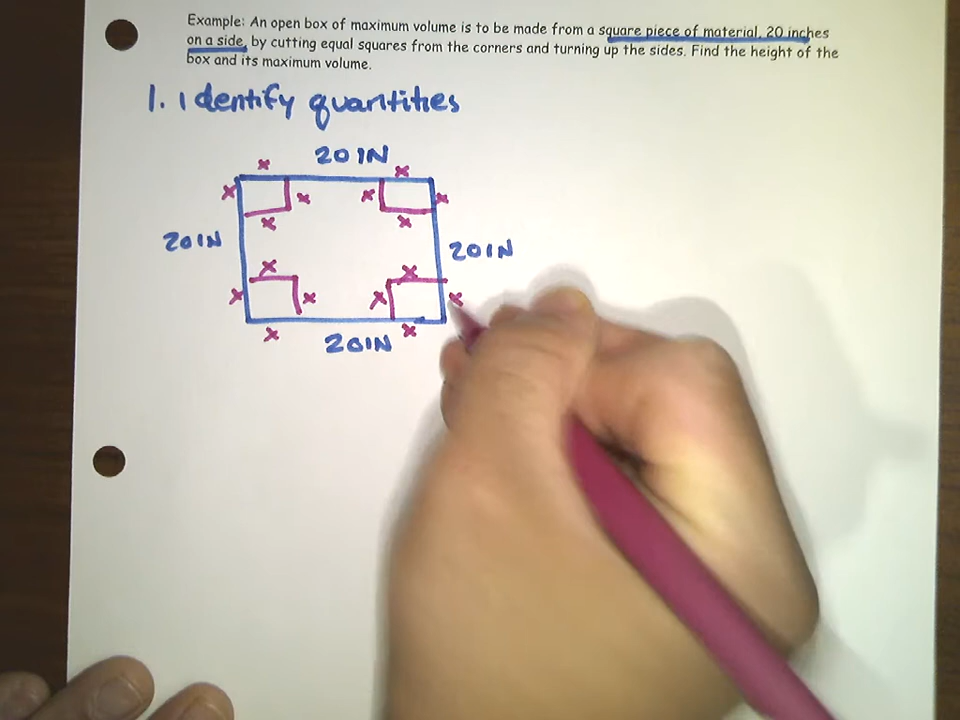 Example: An open box of maximum volume is to be made from a square piece of material, 20 inches
on a side, by cutting equal squares from the corners and turning up the sides. Find the height of the
box and its maximum volume.
1. Identify quantities
20 IN
x x
x x x x
x x
20 IN 20 IN
x x
x x x x
x x
20 IN